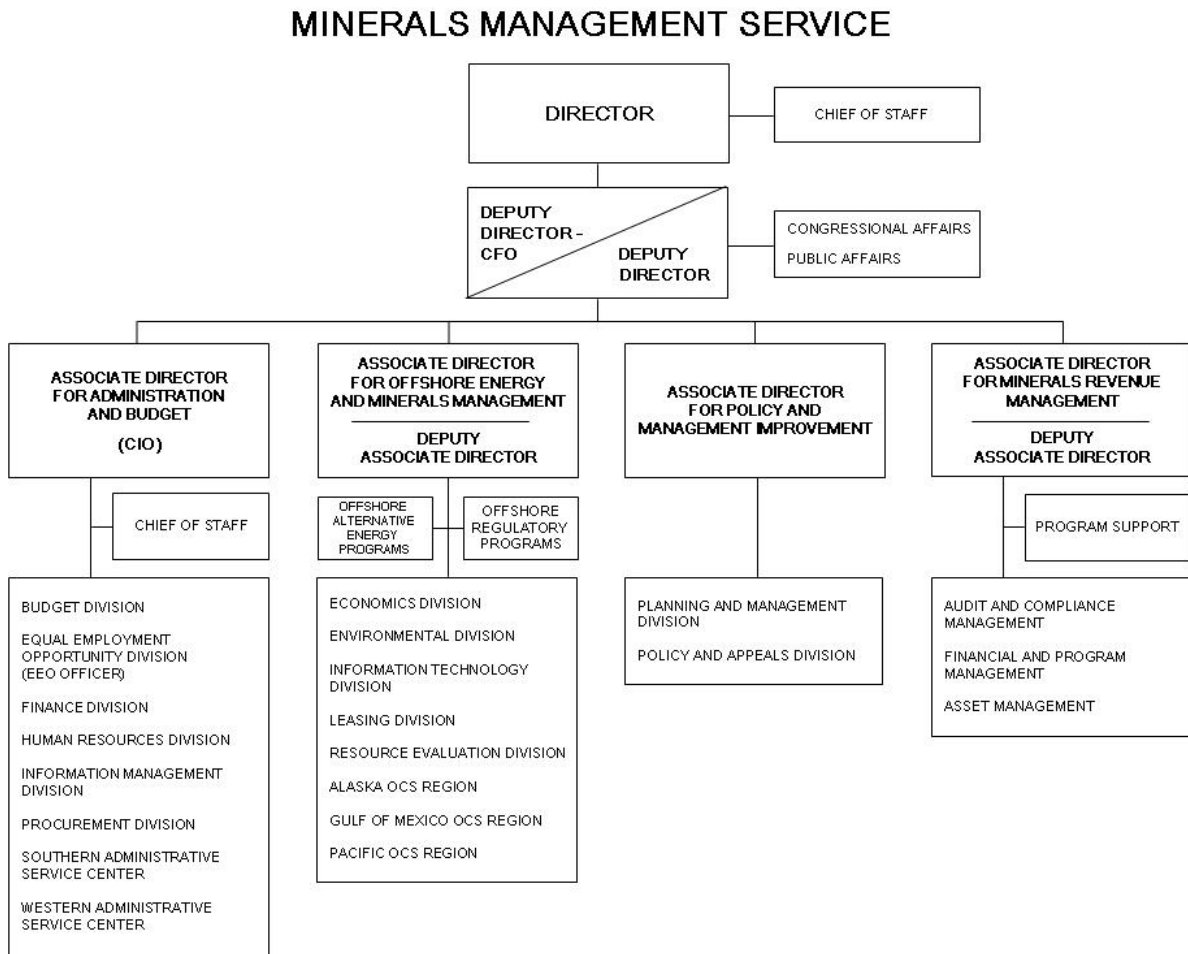 MINERALS MANAGEMENT SERVICE
DIRECTOR
CHIEF OF STAFF
DEPUTY
DIRECTOR –
CFO
DEPUTY
DIRECTOR
CONGRESSIONAL AFFAIRS
PUBLIC AFFAIRS
ASSOCIATE DIRECTOR
FOR ADMINISTRATION
AND BUDGET
(CIO)
ASSOCIATE DIRECTOR
FOR OFFSHORE ENERGY
AND MINERALS MANAGEMENT
DEPUTY
ASSOCIATE DIRECTOR
ASSOCIATE DIRECTOR
FOR POLICY AND
MANAGEMENT IMPROVEMENT
ASSOCIATE DIRECTOR
FOR MINERALS REVENUE
MANAGEMENT
DEPUTY
ASSOCIATE DIRECTOR
CHIEF OF STAFF
OFFSHORE
ALTERNATIVE
ENERGY
PROGRAMS
OFFSHORE
REGULATORY
PROGRAMS
PROGRAM SUPPORT
BUDGET DIVISION
EQUAL EMPLOYMENT
OPPORTUNITY DIVISION
(EEO OFFICER)
FINANCE DIVISION
HUMAN RESOURCES DIVISION
INFORMATION MANAGEMENT
DIVISION
PROCUREMENT DIVISION
SOUTHERN ADMINISTRATIVE
SERVICE CENTER
WESTERN ADMINISTRATIVE
SERVICE CENTER
ECONOMICS DIVISION
ENVIRONMENTAL DIVISION
INFORMATION TECHNOLOGY
DIVISION
LEASING DIVISION
RESOURCE EVALUATION DIVISION
ALASKA OCS REGION
GULF OF MEXICO OCS REGION
PACIFIC OCS REGION
PLANNING AND MANAGEMENT
DIVISION
POLICY AND APPEALS DIVISION
AUDIT AND COMPLIANCE
MANAGEMENT
FINANCIAL AND PROGRAM
MANAGEMENT
ASSET MANAGEMENT